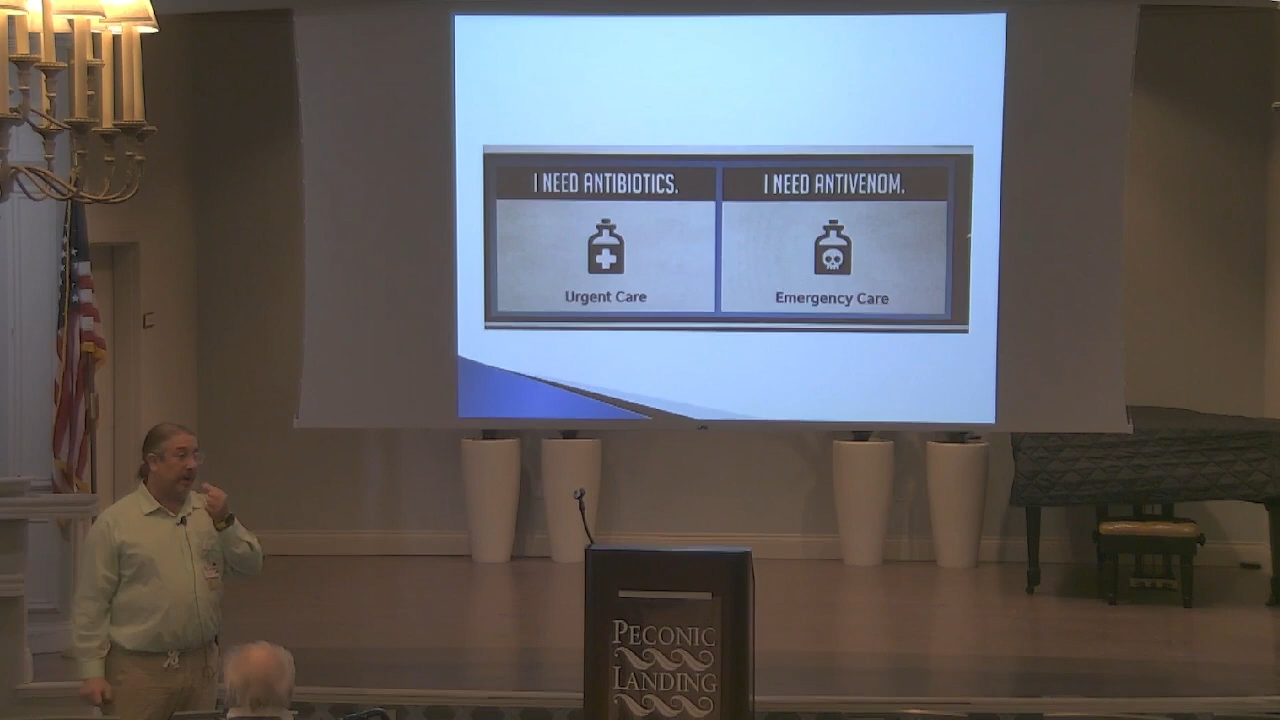 I NEED ANTIBIOTICS.
I NEED ANTIVENOM.
Urgent Care
Emergency Care
PECONIC
LANDING